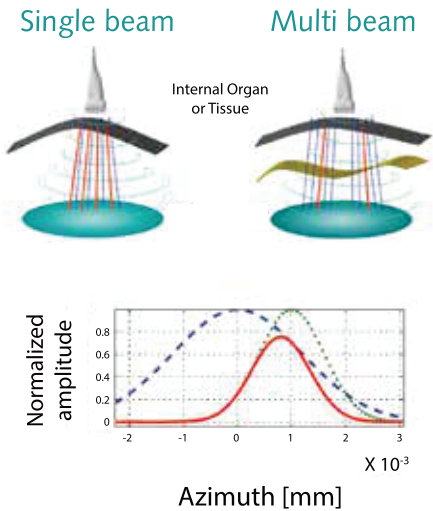 Single beam
Multi beam
Internal Organ
or Tissue
Normalized
amplitude
0.8
0.6
0.4
0.2
0
-2
-1
0
1
2
3
X 10-3
Azimuth [mm]